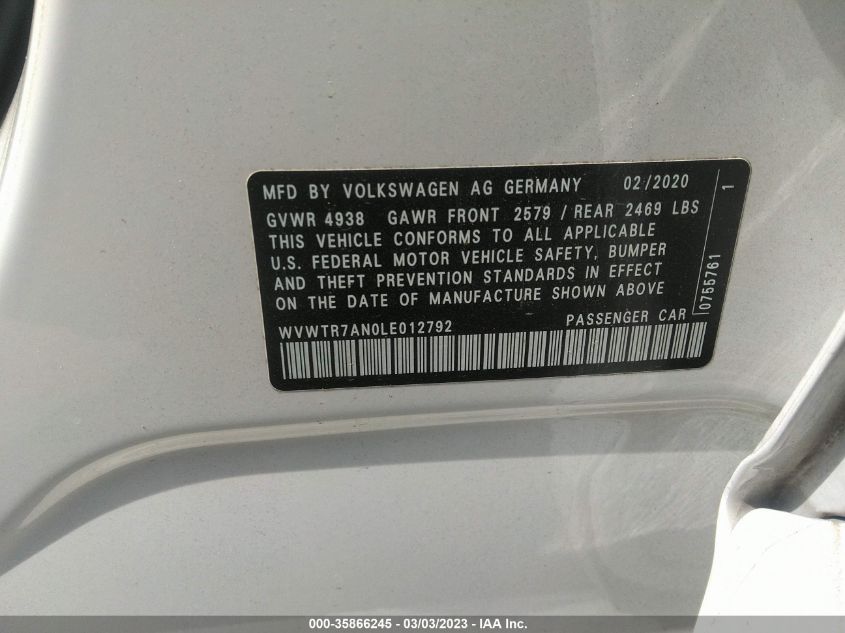 MFD BY VOLKSWAGEN AG GERMANY 02/2020
GVWR 4938 GAWR FRONT 2579 / REAR 2469 LBS
THIS VEHICLE CONFORMS TO ALL APPLICABLE
U.S. FEDERAL MOTOR VEHICLE SAFETY, BUMPER
AND THEFT PREVENTION STANDARDS IN EFFECT
ON THE DATE OF MANUFACTURE SHOWN ABOVE
WVWTR7AN0LE012792 PASSENGER CAR
0755761 1
000-35866245 - 03/03/2023 - IAA Inc.